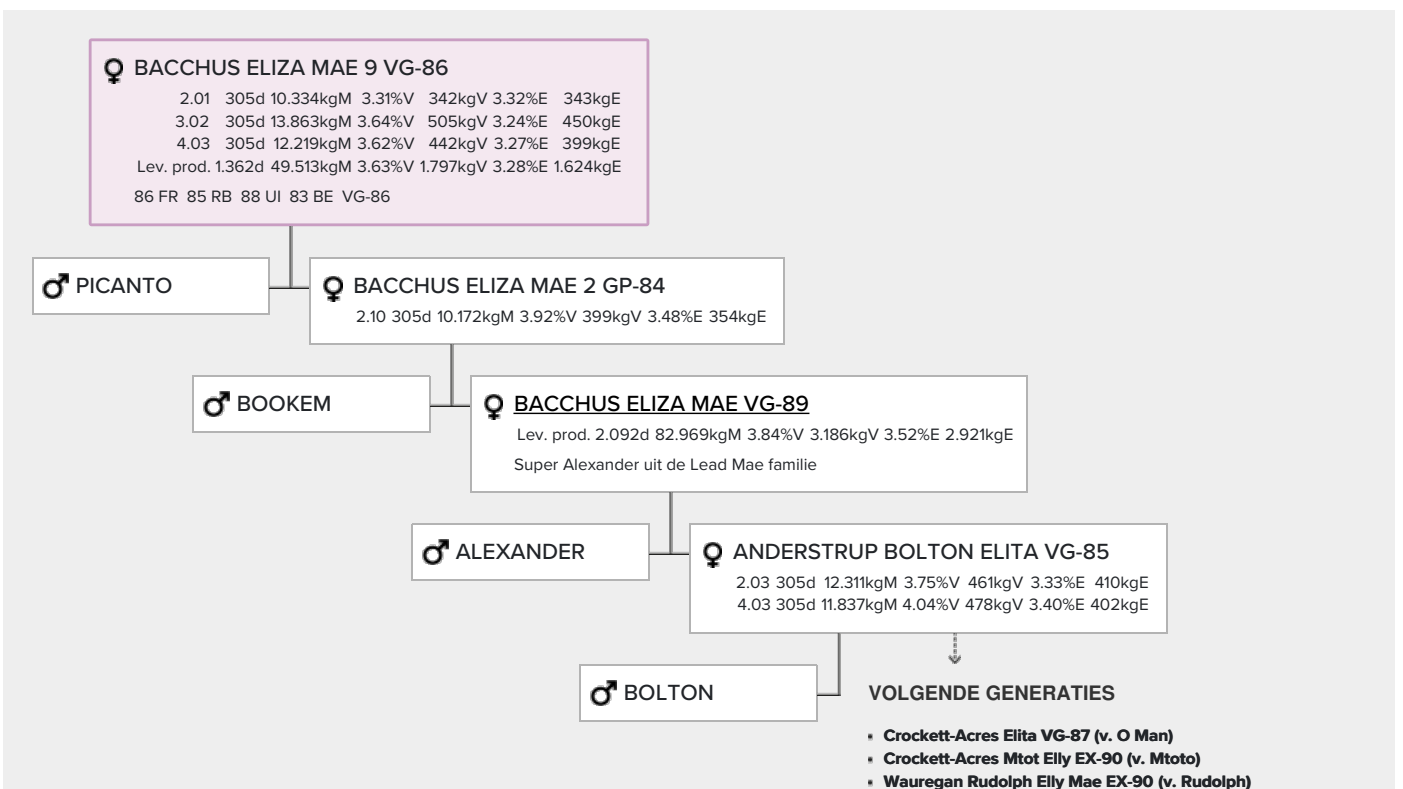 BACCHUS ELIZA MAE 9 VG-86
2.01 305d 10.334kgM 3.31%V 342kgV 3.32%E 343kgE
3.02 305d 13.863kgM 3.64%V 505kgV 3.24%E 450kgE
4.03 305d 12.219kgM 3.62%V 442kgV 3.27%E 399kgE
Lev. prod. 1.362d 49.513kgM 3.63%V 1.797kgV 3.28%E 1.624kgE
86 FR 85 RB 88 UI 83 BE VG-86
PICANTO
BACCHUS ELIZA MAE 2 GP-84
2.10 305d 10.172kgM 3.92%V 399kgV 3.48%E 354kgE
BOOKEM
BACCHUS ELIZA MAE VG-89
Lev. prod. 2.092d 82.969kgM 3.84%V 3.186kgV 3.52%E 2.921kgE
Super Alexander uit de Lead Mae familie
ALEXANDER
ANDERSTRUP BOLTON ELITA VG-85
2.03 305d 12.311kgM 3.75%V 461kgV 3.33%E 410kgE
4.03 305d 11.837kgM 4.04%V 478kgV 3.40%E 402kgE
BOLTON
VOLGENDE GENERATIES
Crockett-Acres Elita VG-87 (v. O Man)
Crockett-Acres Mtot Elly EX-90 (v. Mtoto)
Wauregan Rudolph Elly Mae EX-90 (v. Rudolph)